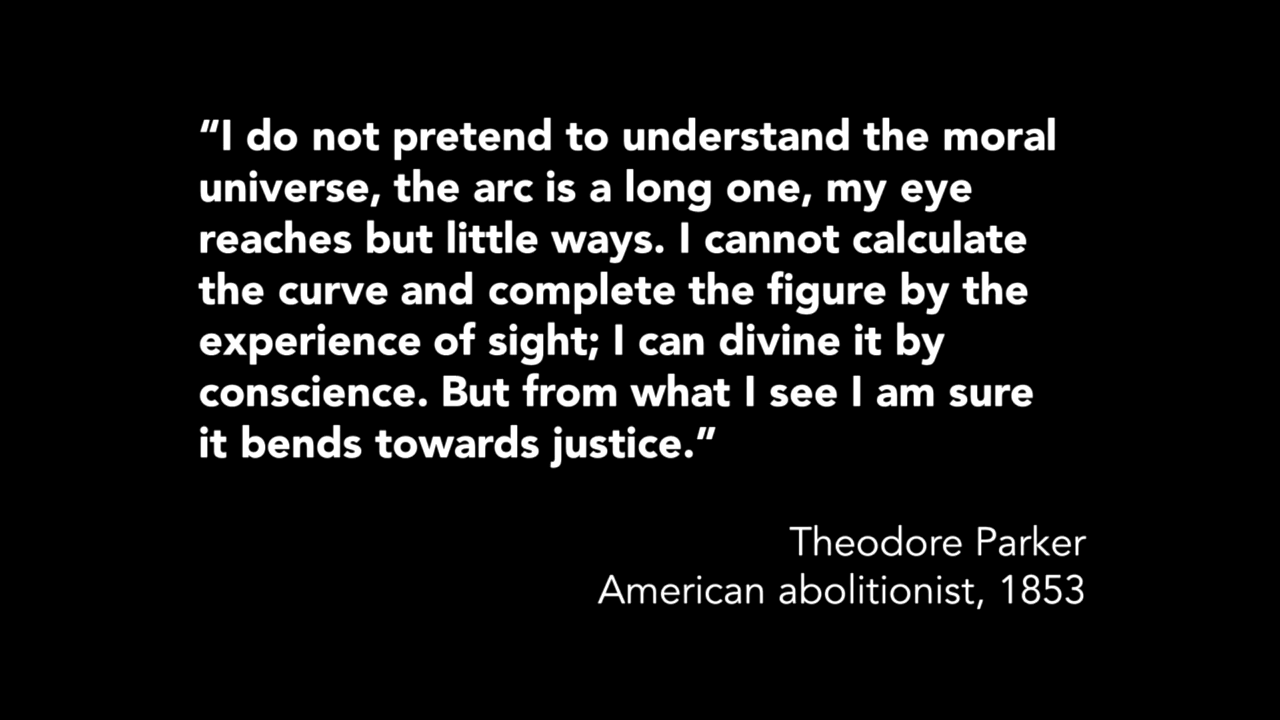 “I do not pretend to understand the moral
universe, the arc is a long one, my eye
reaches but little ways. I cannot calculate
the curve and complete the figure by the
experience of sight; I can divine it by
conscience. But from what I see I am sure
it bends towards justice.”
Theodore Parker
American abolitionist, 1853